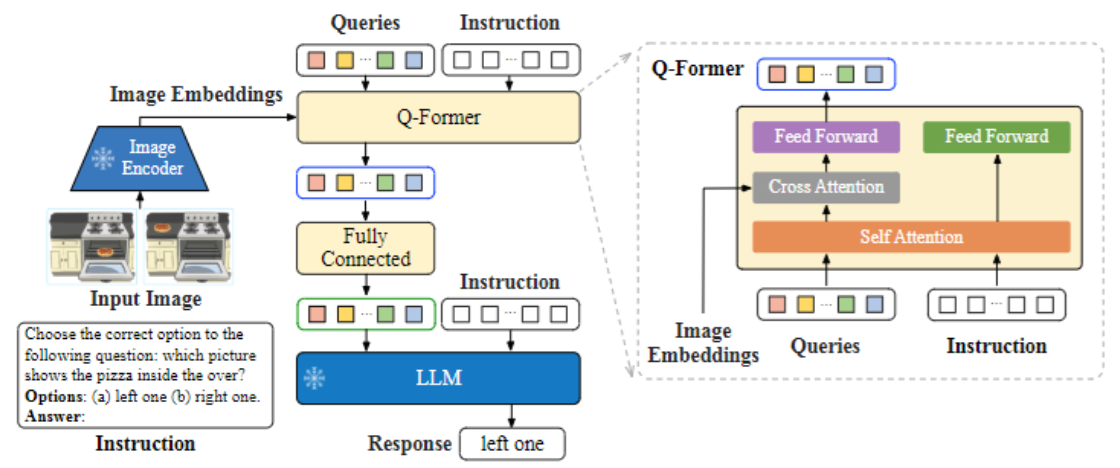 Queries
Instruction
Image Embeddings
Q-Former
Image
Encoder
Input Image
Fully
Connected
Instruction
LLM
Response
left one
Choose the correct option to the
following question: which picture
shows the pizza inside the over?
Options: (a) left one (b) right one.
Answer:
Instruction
Q-Former
Feed Forward
Feed Forward
Cross Attention
Self Attention
Image
Embeddings
Queries
Instruction